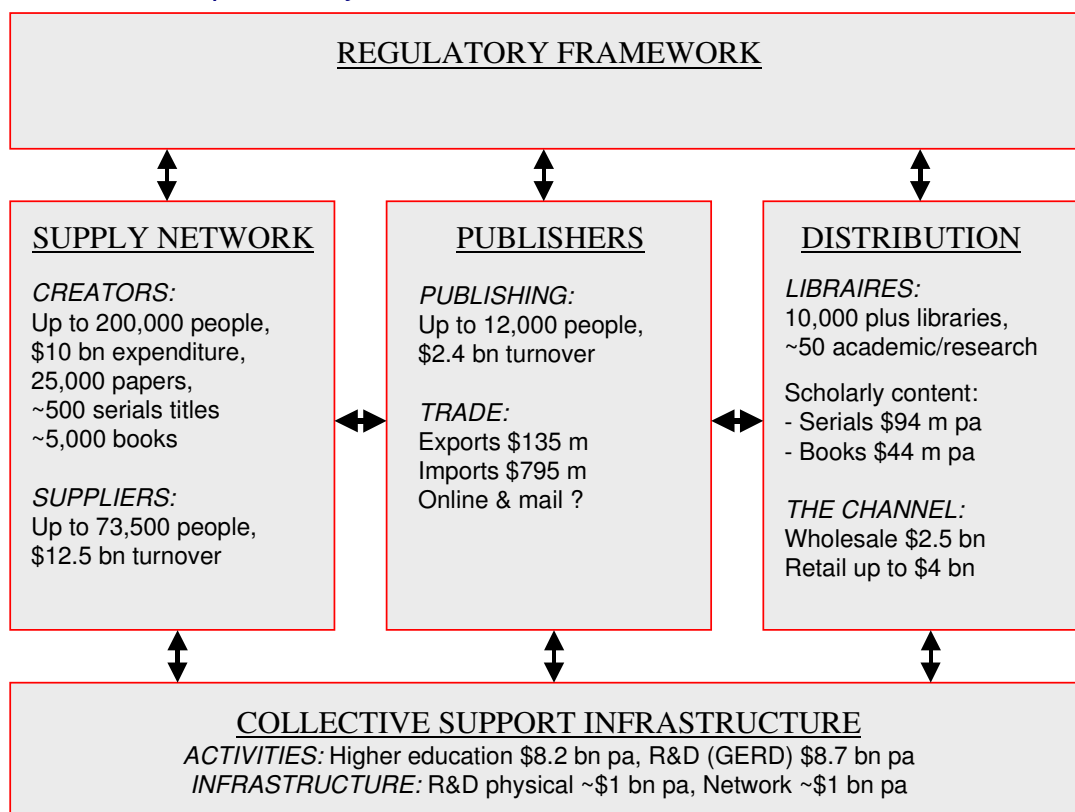 REGULATORY FRAMEWORK
SUPPLY NETWORK
CREATORS:
Up to 200,000 people,
$10 bn expenditure,
25,000 papers,
~500 serials titles
~5,000 books
SUPPLIERS:
Up to 73,500 people,
$12.5 bn turnover
PUBLISHERS
PUBLISHING:
Up to 12,000 people,
$2.4 bn turnover
TRADE:
Exports $135 m
Imports $795 m
Online & mail ?
DISTRIBUTION
LIBRAIRES:
10,000 plus libraries,
~50 academic/research
Scholarly content:
- Serials $94 m pa
- Books $44 m pa
THE CHANNEL:
Wholesale $2.5 bn
Retail up to $4 bn
COLLECTIVE SUPPORT INFRASTRUCTURE
ACTIVITIES: Higher education $8.2 bn pa, R&D (GERD) $8.7 bn pa
INFRASTRUCTURE: R&D physical ~$1 bn pa, Network ~$1 bn pa